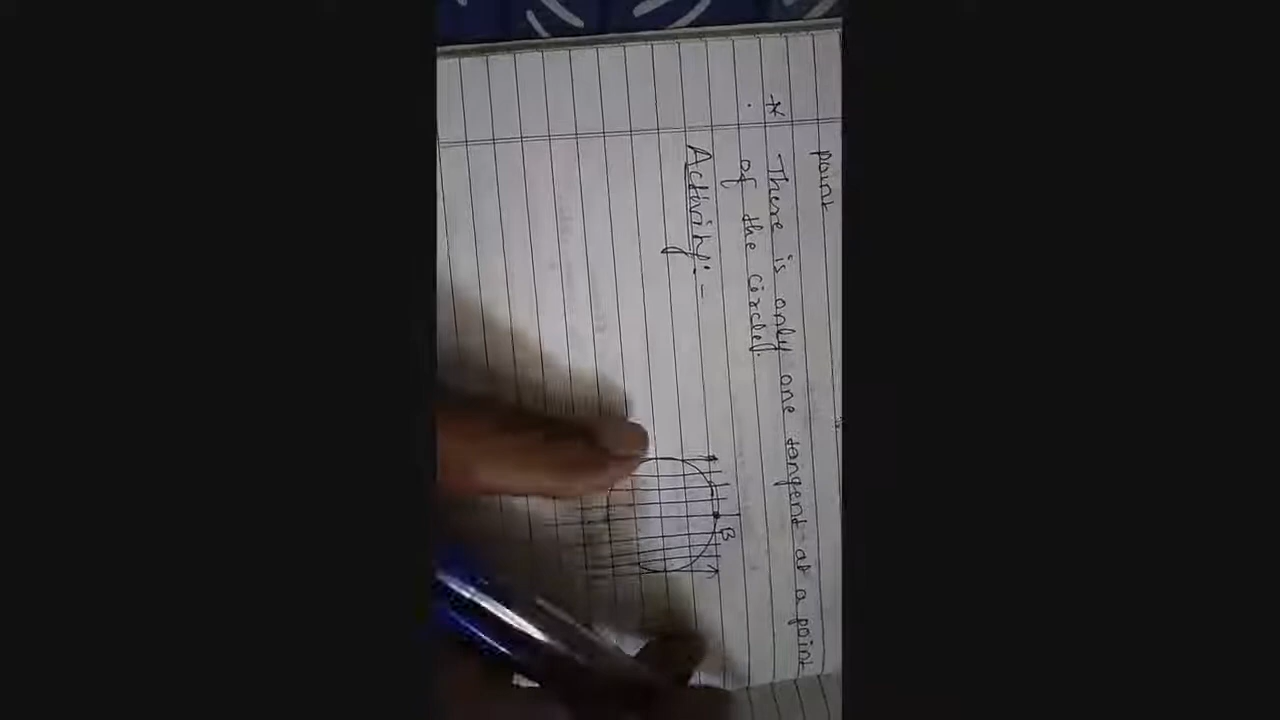 point
* There is only one tangent at a point
of the circle.
Activity:-
B